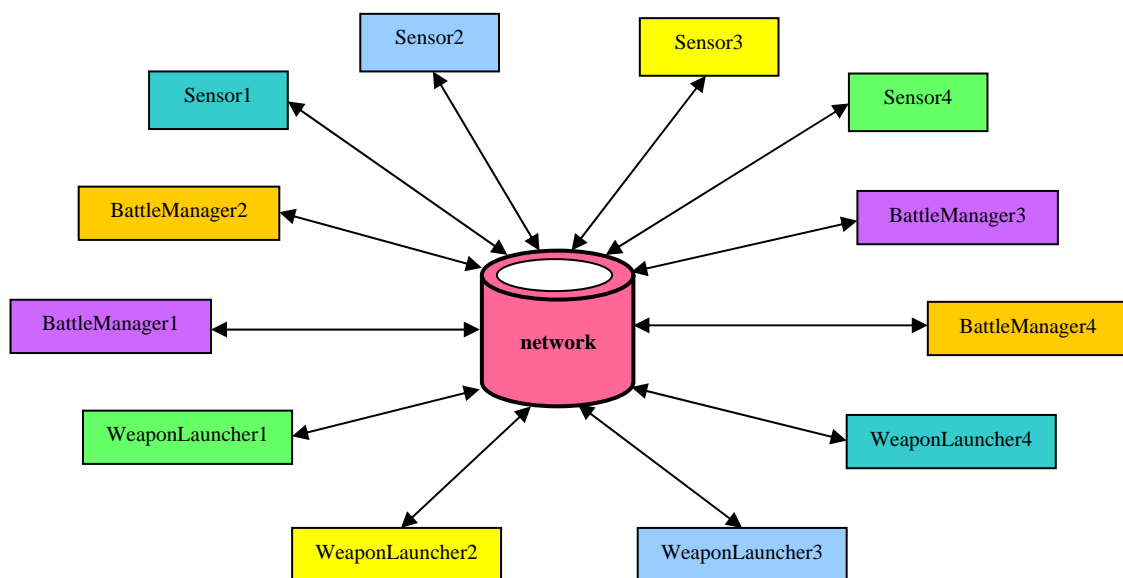 Sensor2
Sensor3
Sensor1
Sensor4
BattleManager2
BattleManager3
BattleManager1
network
BattleManager4
WeaponLauncher1
WeaponLauncher4
WeaponLauncher2
WeaponLauncher3